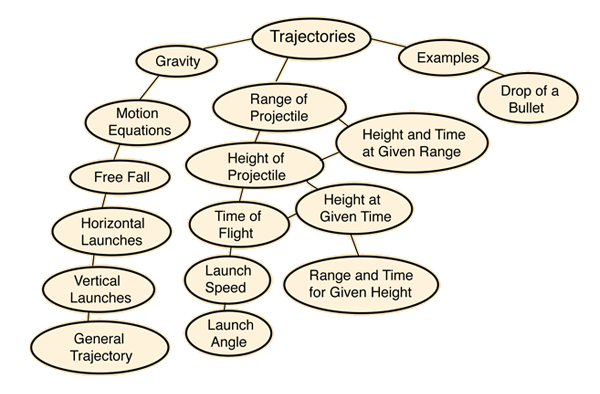 Trajectories
Gravity
Examples
Drop of a
Bullet
Range of
Projectile
Motion
Equations
Height and Time
at Given Range
Height of
Projectile
Free Fall
Height at
Given Time
Time of
Flight
Horizontal
Launches
Launch
Speed
Range and Time
for Given Height
Vertical
Launches
Launch
Angle
General
Trajectory